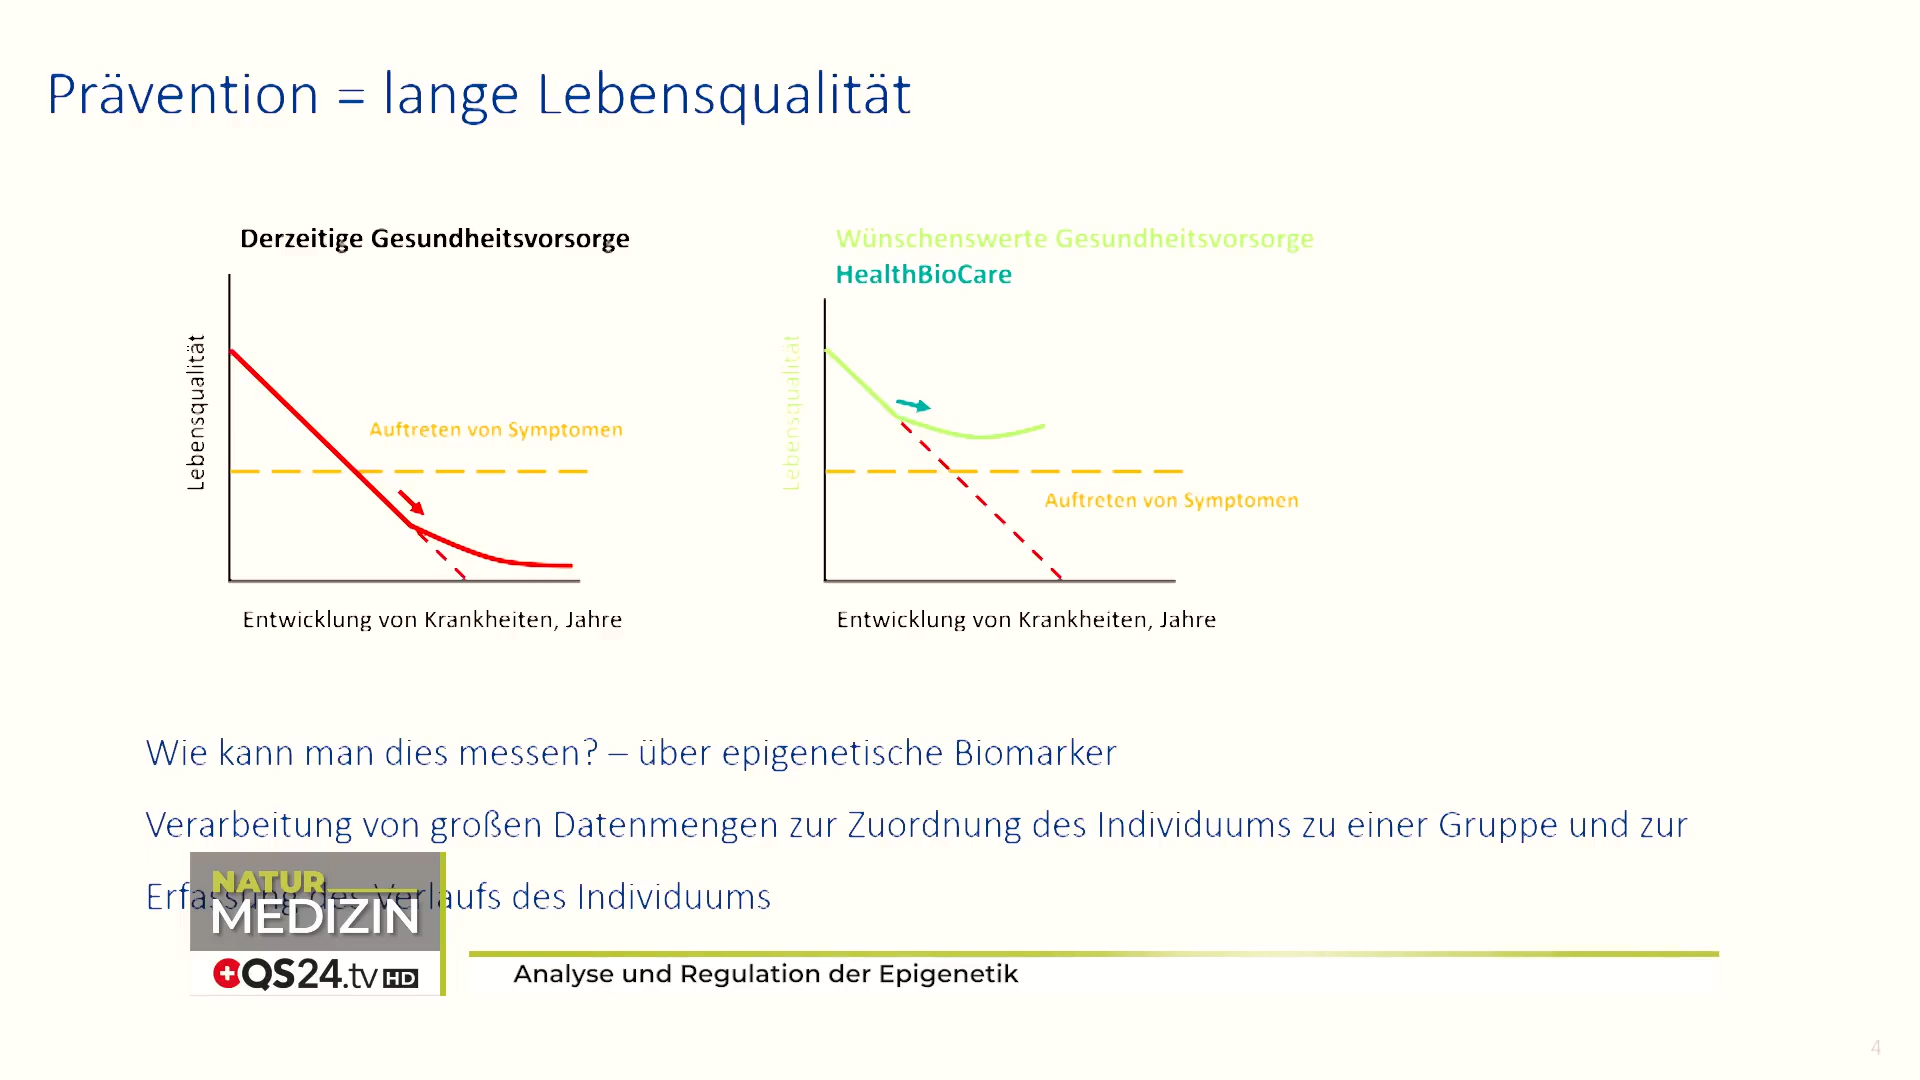 Prävention = lange Lebensqualität
Derzeitige Gesundheitsvorsorge
Lebensqualität
Auftreten von Symptomen
Entwicklung von Krankheiten, Jahre
Wünschenswerte Gesundheitsvorsorge
HealthBioCare
Lebensqualität
Auftreten von Symptomen
Entwicklung von Krankheiten, Jahre
Wie kann man dies messen? – über epigenetische Biomarker
Verarbeitung von großen Datenmengen zur Zuordnung des Individuums zu einer Gruppe und zur
Erfassung des Verlaufs des Individuums
NATUR
MEDIZIN
QS24.tv HD
Analyse und Regulation der Epigenetik
4